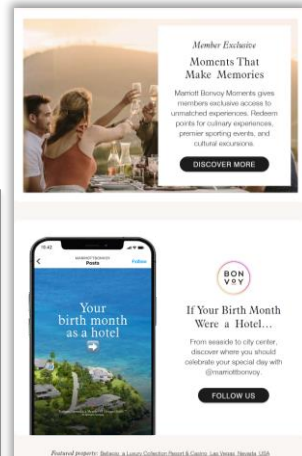 Member Exclusive
Moments That
Make Memories
Marriott Bonvoy Moments gives
members exclusive access to
unmatched experiences. Redeem
points for culinary experiences,
premier sporting events, and
cultural excursions.
DISCOVER MORE
15:42
MARRIOTTBONVOY
Posts
Follow
Your
birth month
as a hotel
BON
VOY
If Your Birth Month
Were a Hotel...
From seaside to city center,
discover where you should
celebrate your special day with
@marriottbonvoy.
FOLLOW US
Featured property: Bellagio, a Luxury Collection Resort & Casino, Las Vegas, Nevada, USA